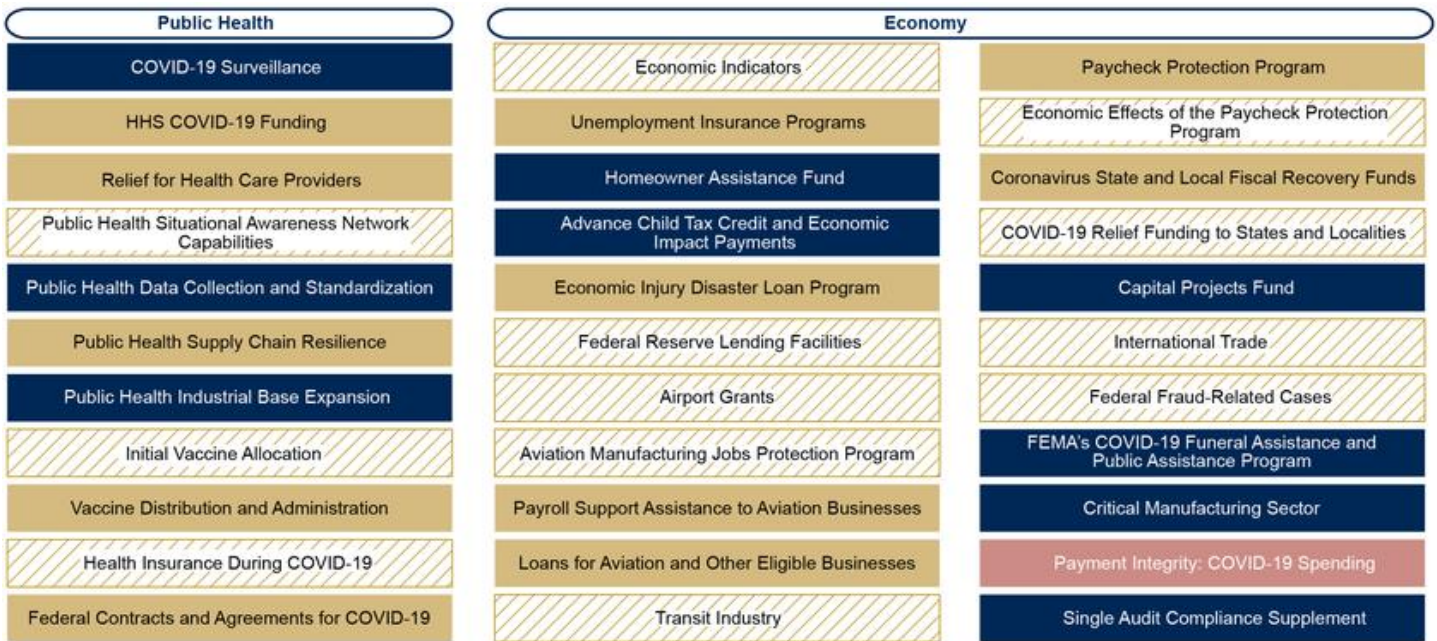 Public Health
COVID-19 Surveillance
HHS COVID-19 Funding
Relief for Health Care Providers
Public Health Situational Awareness Network
Capabilities
Public Health Data Collection and Standardization
Public Health Supply Chain Resilience
Public Health Industrial Base Expansion
Initial Vaccine Allocation
Vaccine Distribution and Administration
Health Insurance During COVID-19
Federal Contracts and Agreements for COVID-19
Economy
Economic Indicators
Unemployment Insurance Programs
Homeowner Assistance Fund
Advance Child Tax Credit and Economic
Impact Payments
Economic Injury Disaster Loan Program
Federal Reserve Lending Facilities
Airport Grants
Aviation Manufacturing Jobs Protection Program
Payroll Support Assistance to Aviation Businesses
Loans for Aviation and Other Eligible Businesses
Transit Industry
Paycheck Protection Program
Economic Effects of the Paycheck Protection
Program
Coronavirus State and Local Fiscal Recovery Funds
COVID-19 Relief Funding to States and Localities
Capital Projects Fund
International Trade
Federal Fraud-Related Cases
FEMA's COVID-19 Funeral Assistance and
Public Assistance Program
Critical Manufacturing Sector
Payment Integrity: COVID-19 Spending
Single Audit Compliance Supplement